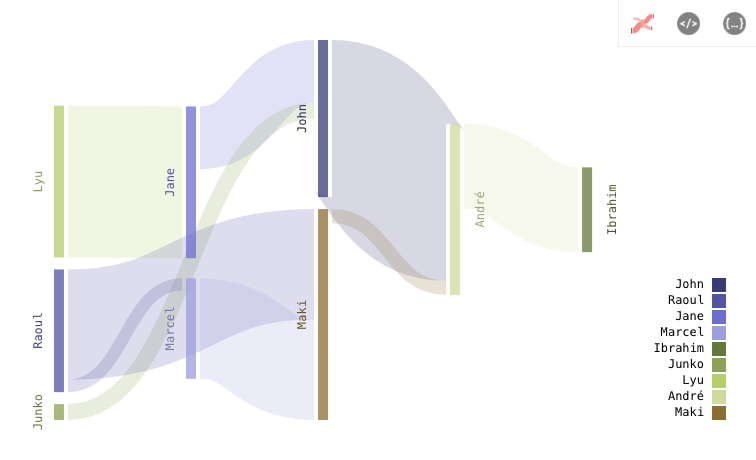 </>
{...}
John
Lyu
Jane
André
Ibrahim
Raoul
Marcel
Maki
Junko
John
Raoul
Jane
Marcel
Ibrahim
Junko
Lyu
André
Maki